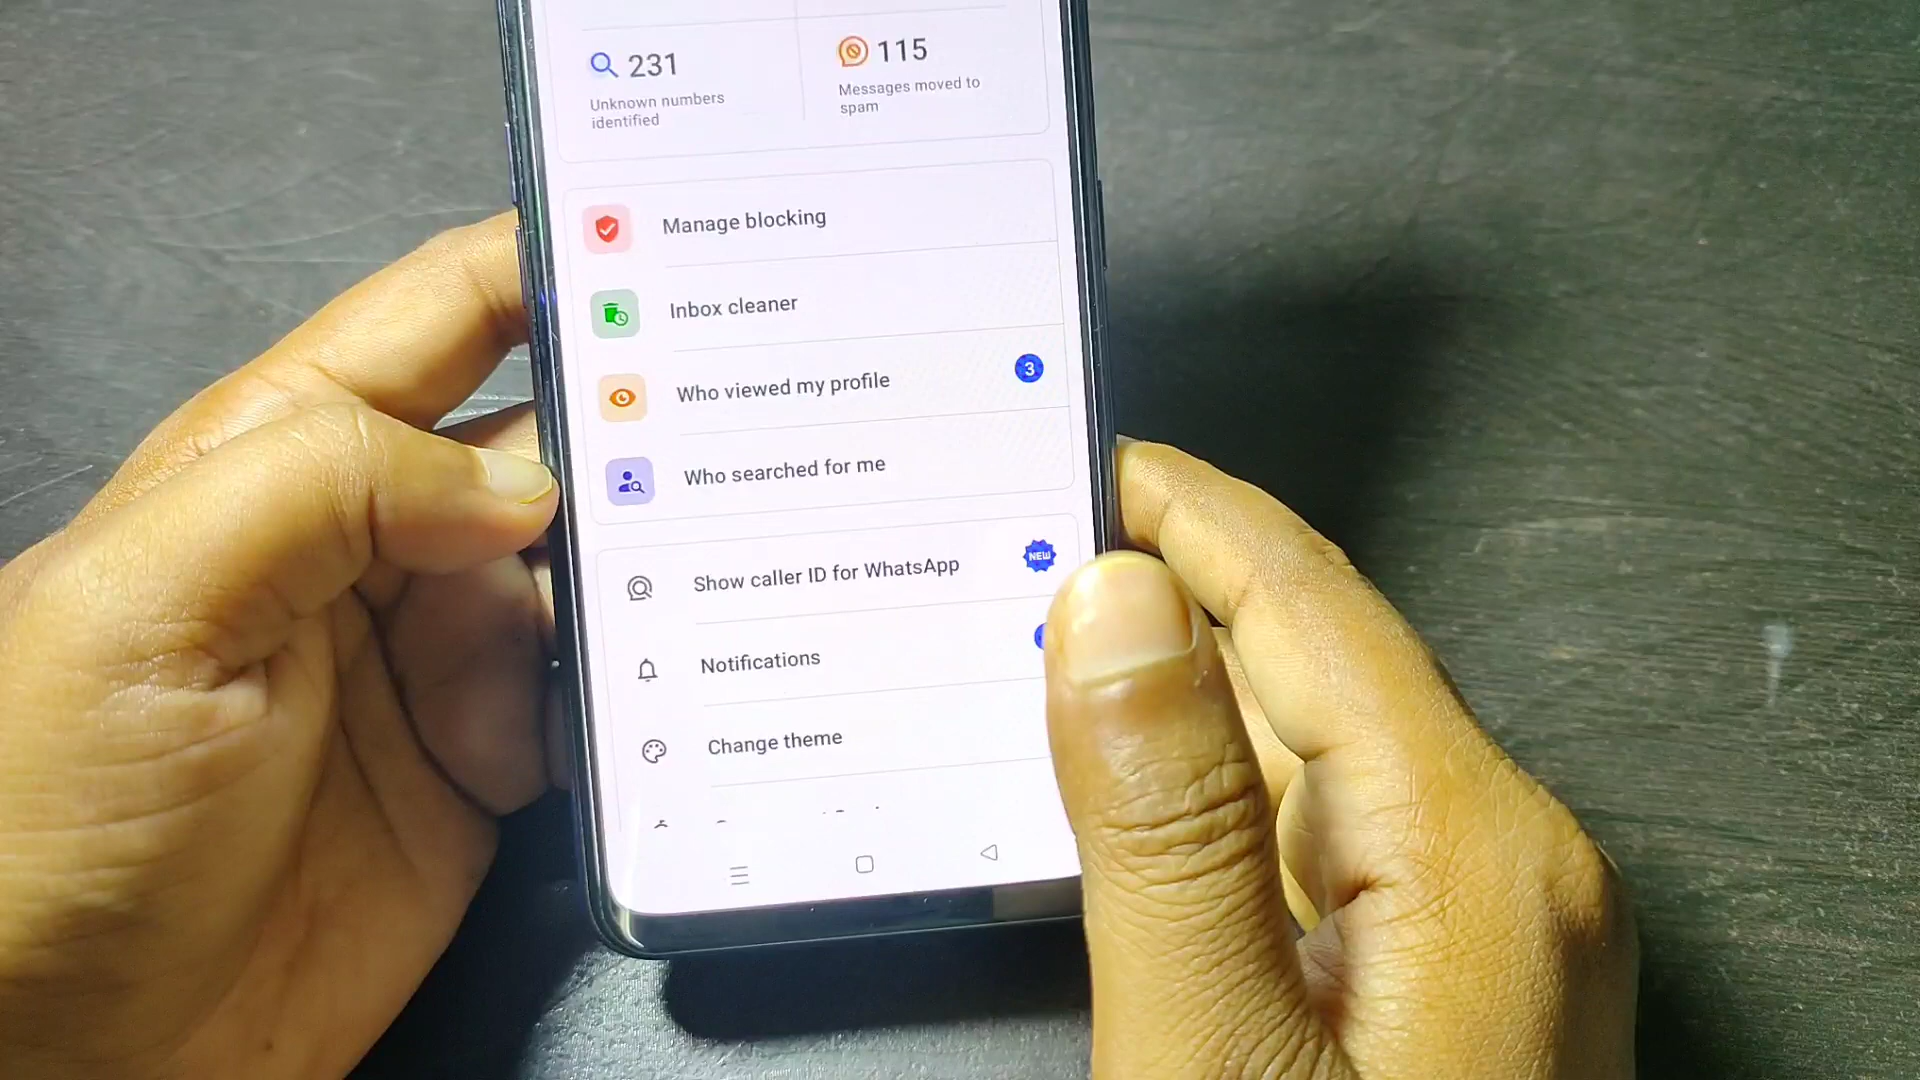 231
Unknown numbers
identified
115
Messages moved to
spam
Manage blocking
Inbox cleaner
Who viewed my profile
3
Who searched for me
Show caller ID for WhatsApp
NEW
Notifications
Change theme